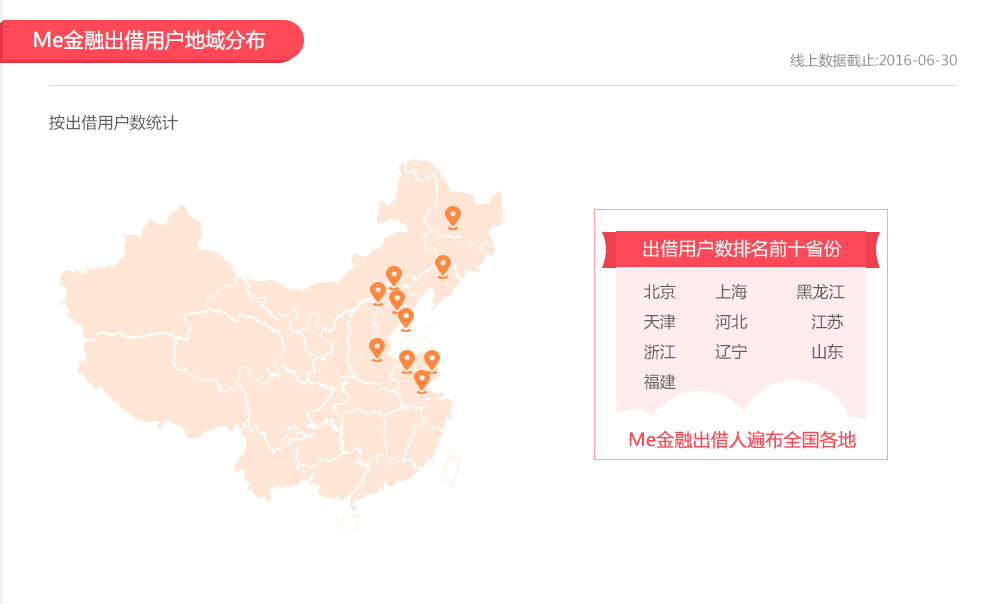 Me金融出借用户地域分布
线上数据截止:2016-06-30
按出借用户数统计
出借用户数排名前十省份
北京 上海 黑龙江
天津 河北 江苏
浙江 辽宁 山东
福建
Me金融出借人遍布全国各地